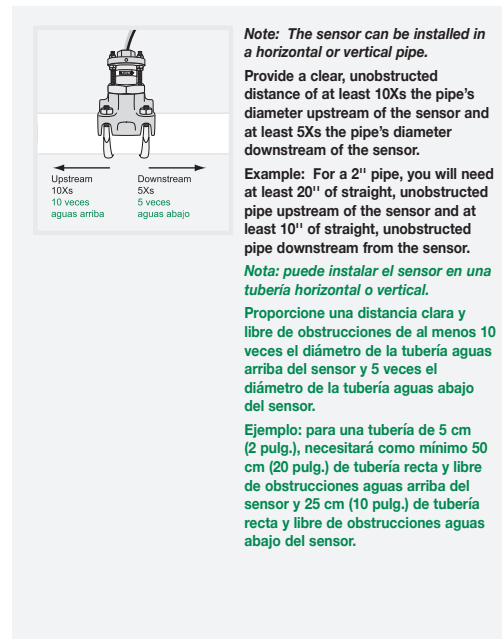 Upstream
10Xs
10 veces
aguas arriba
Downstream
5Xs
5 veces
aguas abajo
Note: The sensor can be installed in
a horizontal or vertical pipe.
Provide a clear, unobstructed
distance of at least 10Xs the pipe's
diameter upstream of the sensor and
at least 5Xs the pipe's diameter
downstream of the sensor.
Example: For a 2'' pipe, you will need
at least 20'' of straight, unobstructed
pipe upstream of the sensor and at
least 10'' of straight, unobstructed
pipe downstream from the sensor.
Nota: puede instalar el sensor en una
tubería horizontal o vertical.
Proporcione una distancia clara y
libre de obstrucciones de al menos 10
veces el diámetro de la tubería aguas
arriba del sensor y 5 veces el
diámetro de la tubería aguas abajo
del sensor.
Ejemplo: para una tubería de 5 cm
(2 pulg.), necesitará como mínimo 50
cm (20 pulg.) de tubería recta y libre
de obstrucciones aguas arriba del
sensor y 25 cm (10 pulg.) de tubería
recta y libre de obstrucciones aguas
abajo del sensor.